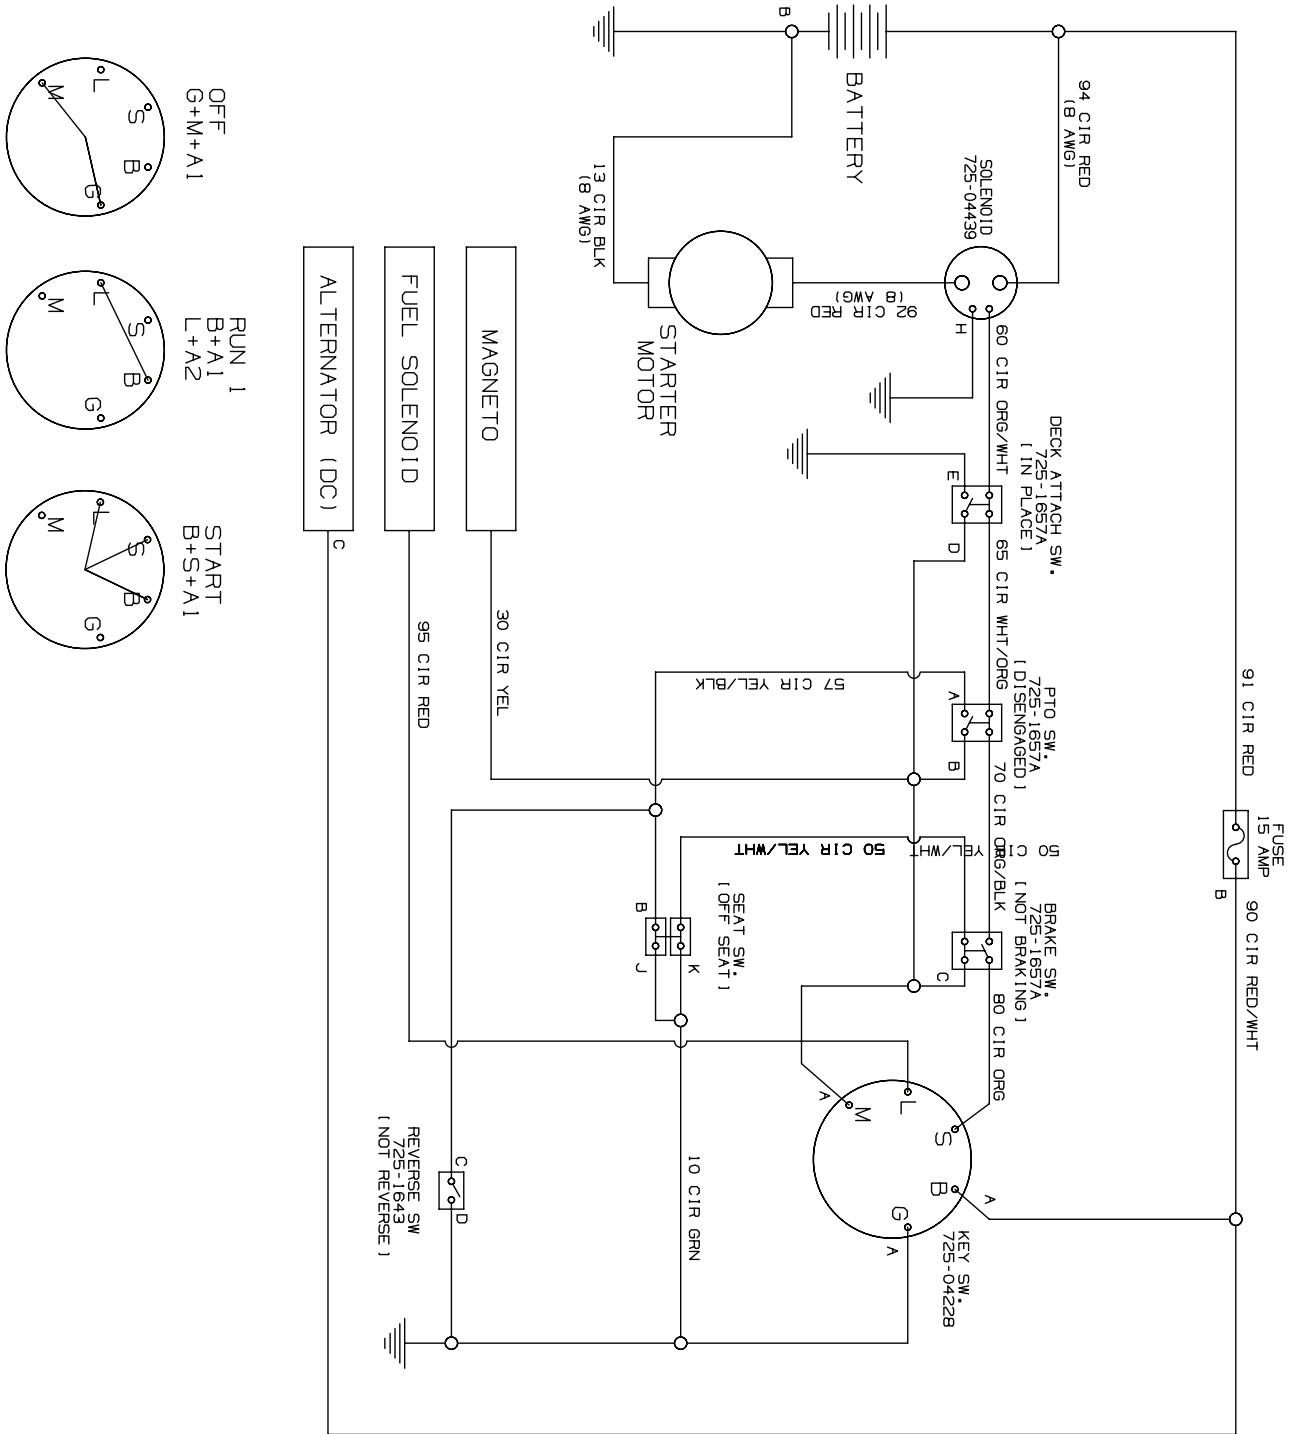 B
BATTERY
94 CIR RED
(8 AWG)
13 CIR BLK
(8 AWG)
SOLENOID
725-04439
92 CIR RED
(8 AWG)
H
STARTER
MOTOR
60 CIR ORG/WHT
DECK ATTACH SW.
725-1657A
[ IN PLACE ]
E
D
65 CIR WHT/ORG
PTO SW.
725-1657A
[ DISENGAGED ]
A
B
57 CIR YEL/BLK
70 CIR ORG/BLK
50 CIR YEL/WHT
50 CIR YEL/WHT
BRAKE SW.
725-1657A
[ NOT BRAKING ]
C
80 CIR ORG
SEAT SW.
[ OFF SEAT ]
B
J
K
91 CIR RED
FUSE
15 AMP
B
90 CIR RED/WHT
MAGNETO
FUEL SOLENOID
ALTERNATOR (DC)
C
30 CIR YEL
95 CIR RED
10 CIR GRN
REVERSE SW
725-1643
[ NOT REVERSE ]
C
D
KEY SW.
725-04228
L
M
S
B
G
A
A
A
OFF
G+M+A1
L
S
B
G
M
RUN 1
B+A1
L+A2
L
S
B
G
M
START
B+S+A1
L
S
B
G
M